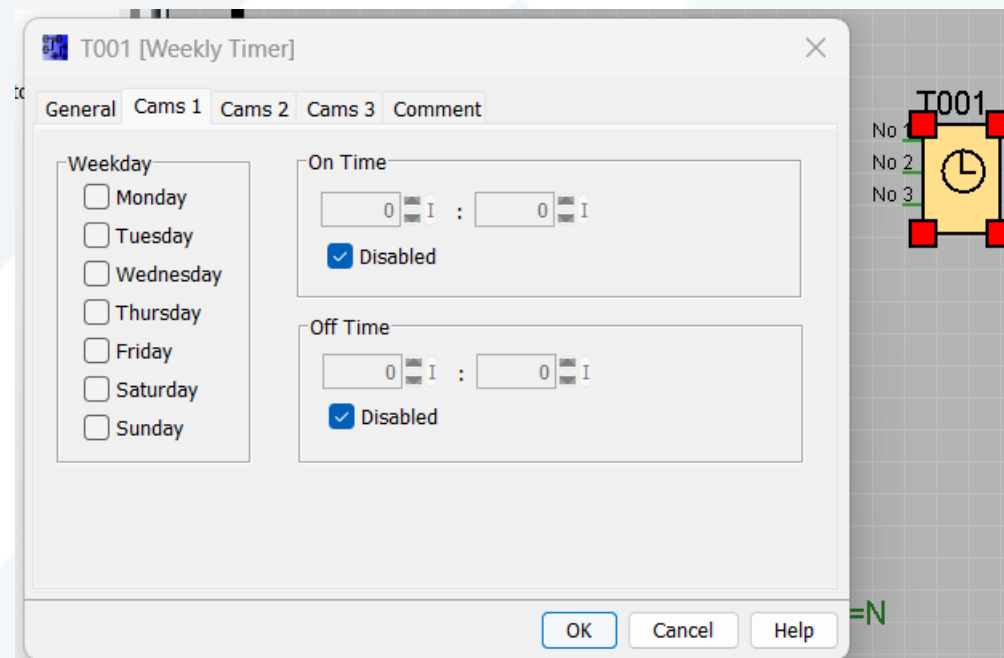 T001 [Weekly Timer]
General Cams 1 Cams 2 Cams 3 Comment
Weekday
Monday
Tuesday
Wednesday
Thursday
Friday
Saturday
Sunday
On Time
0 : 0
Disabled
Off Time
0 : 0
Disabled
OK Cancel Help
T001
No 1
No 2
No 3
=N